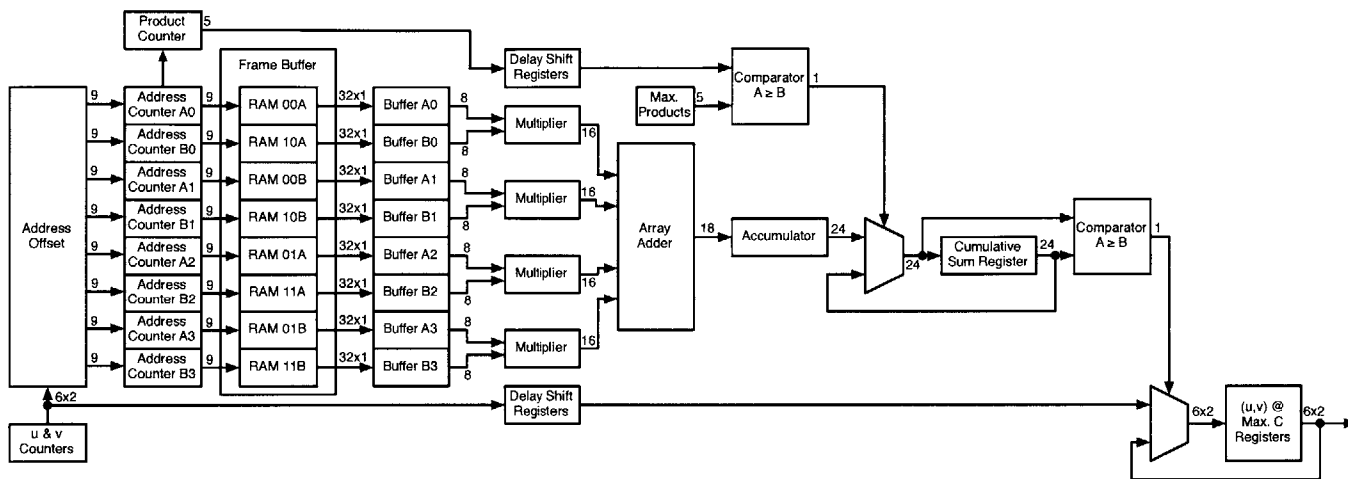 Product
Counter
5
Frame Buffer
Delay Shift
Registers
Comparator
A ≥ B
1
Max.
Products
5
Address
Offset
9
Address
Counter A0
9
RAM 00A
32x1
Buffer A0
8
Multiplier
16
9
Address
Counter B0
9
RAM 10A
32x1
Buffer B0
8
9
Address
Counter A1
9
RAM 00B
32x1
Buffer A1
8
Multiplier
16
9
Address
Counter B1
9
RAM 10B
32x1
Buffer B1
8
9
Address
Counter A2
9
RAM 01A
32x1
Buffer A2
8
Multiplier
16
9
Address
Counter B2
9
RAM 11A
32x1
Buffer B2
8
9
Address
Counter A3
9
RAM 01B
32x1
Buffer A3
8
Multiplier
16
9
Address
Counter B3
9
RAM 11B
32x1
Buffer B3
8
Array
Adder
18
Accumulator
24
24
Cumulative
Sum Register
24
Comparator
A ≥ B
1
6x2
u & v
Counters
Delay Shift
Registers
6x2
(u,v) @
Max. C
Registers
6x2